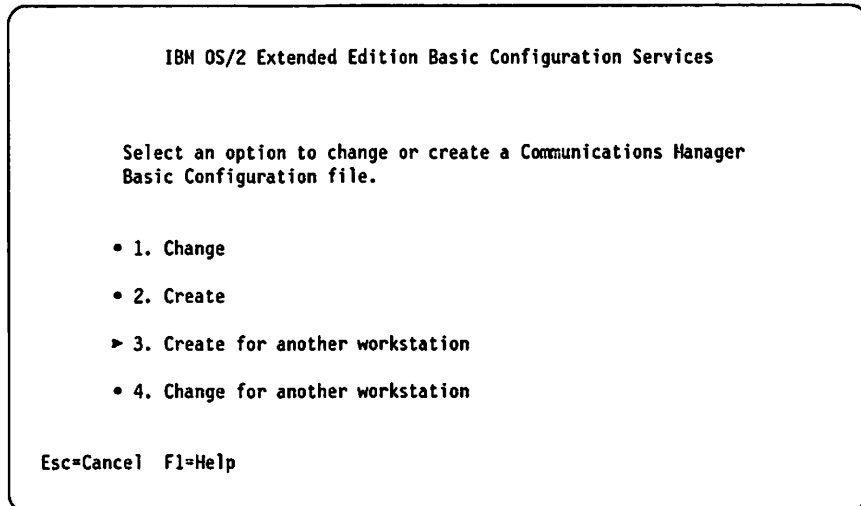 IBM OS/2 Extended Edition Basic Configuration Services
Select an option to change or create a Communications Manager
Basic Configuration file.
• 1. Change
• 2. Create
► 3. Create for another workstation
• 4. Change for another workstation
Esc=Cancel F1=Help